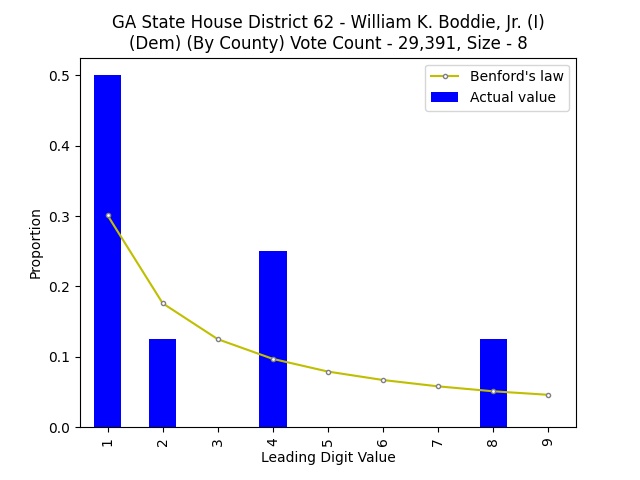 GA State House District 62 - William K. Boddie, Jr. (I)
(Dem) (By County) Vote Count - 29,391, Size - 8
Benford's law
Actual value
Proportion
0.5
0.4
0.3
0.2
0.1
0.0
1 2 3 4 5 6 7 8 9
Leading Digit Value